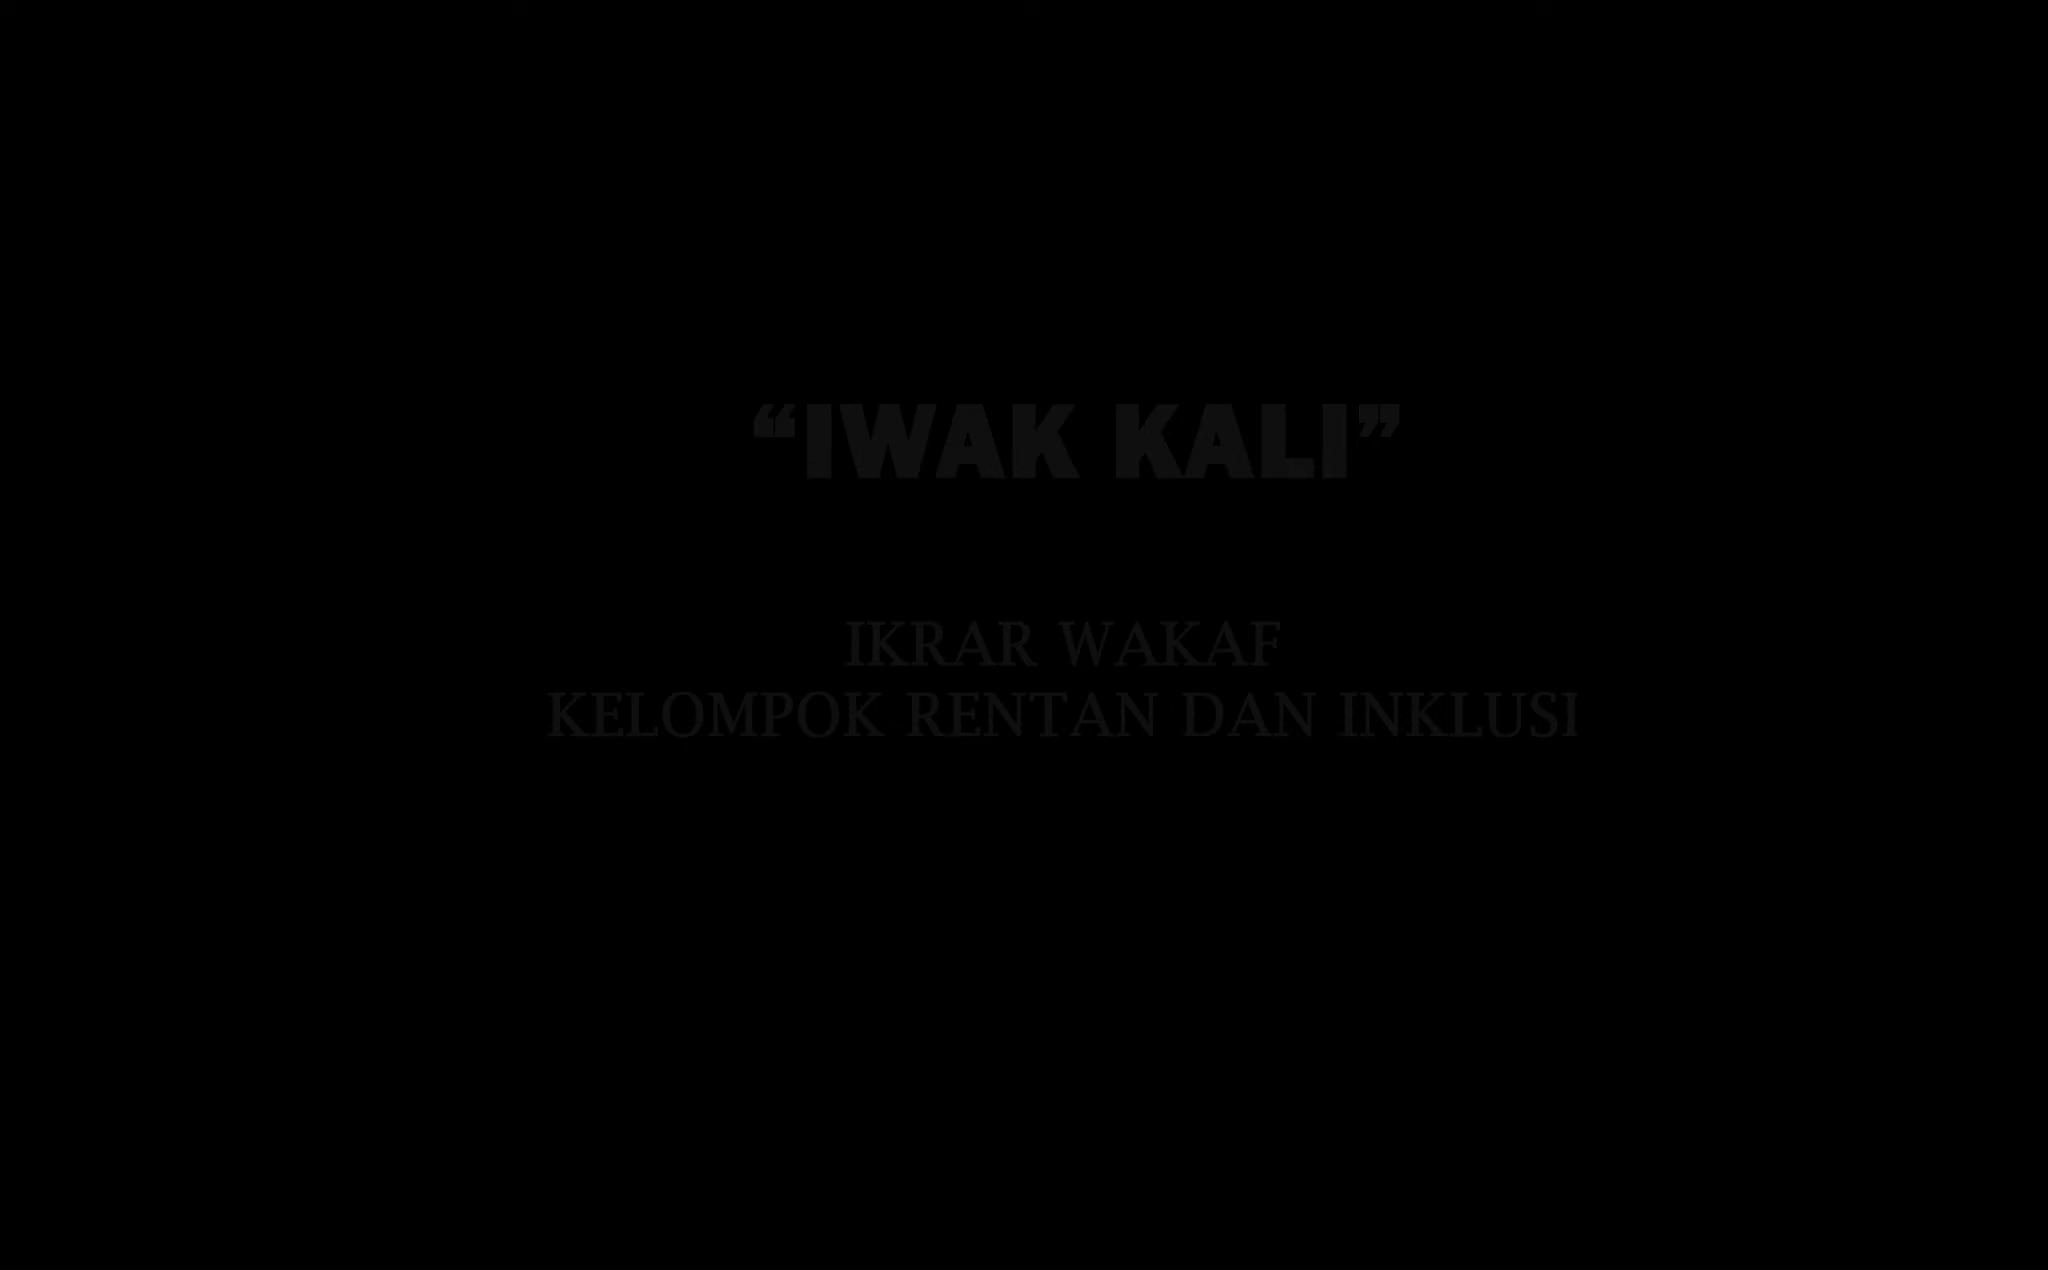 “IWAK KALI”
IKRAR WAKAF
KELOMPOK RENTAN DAN INKLUSI